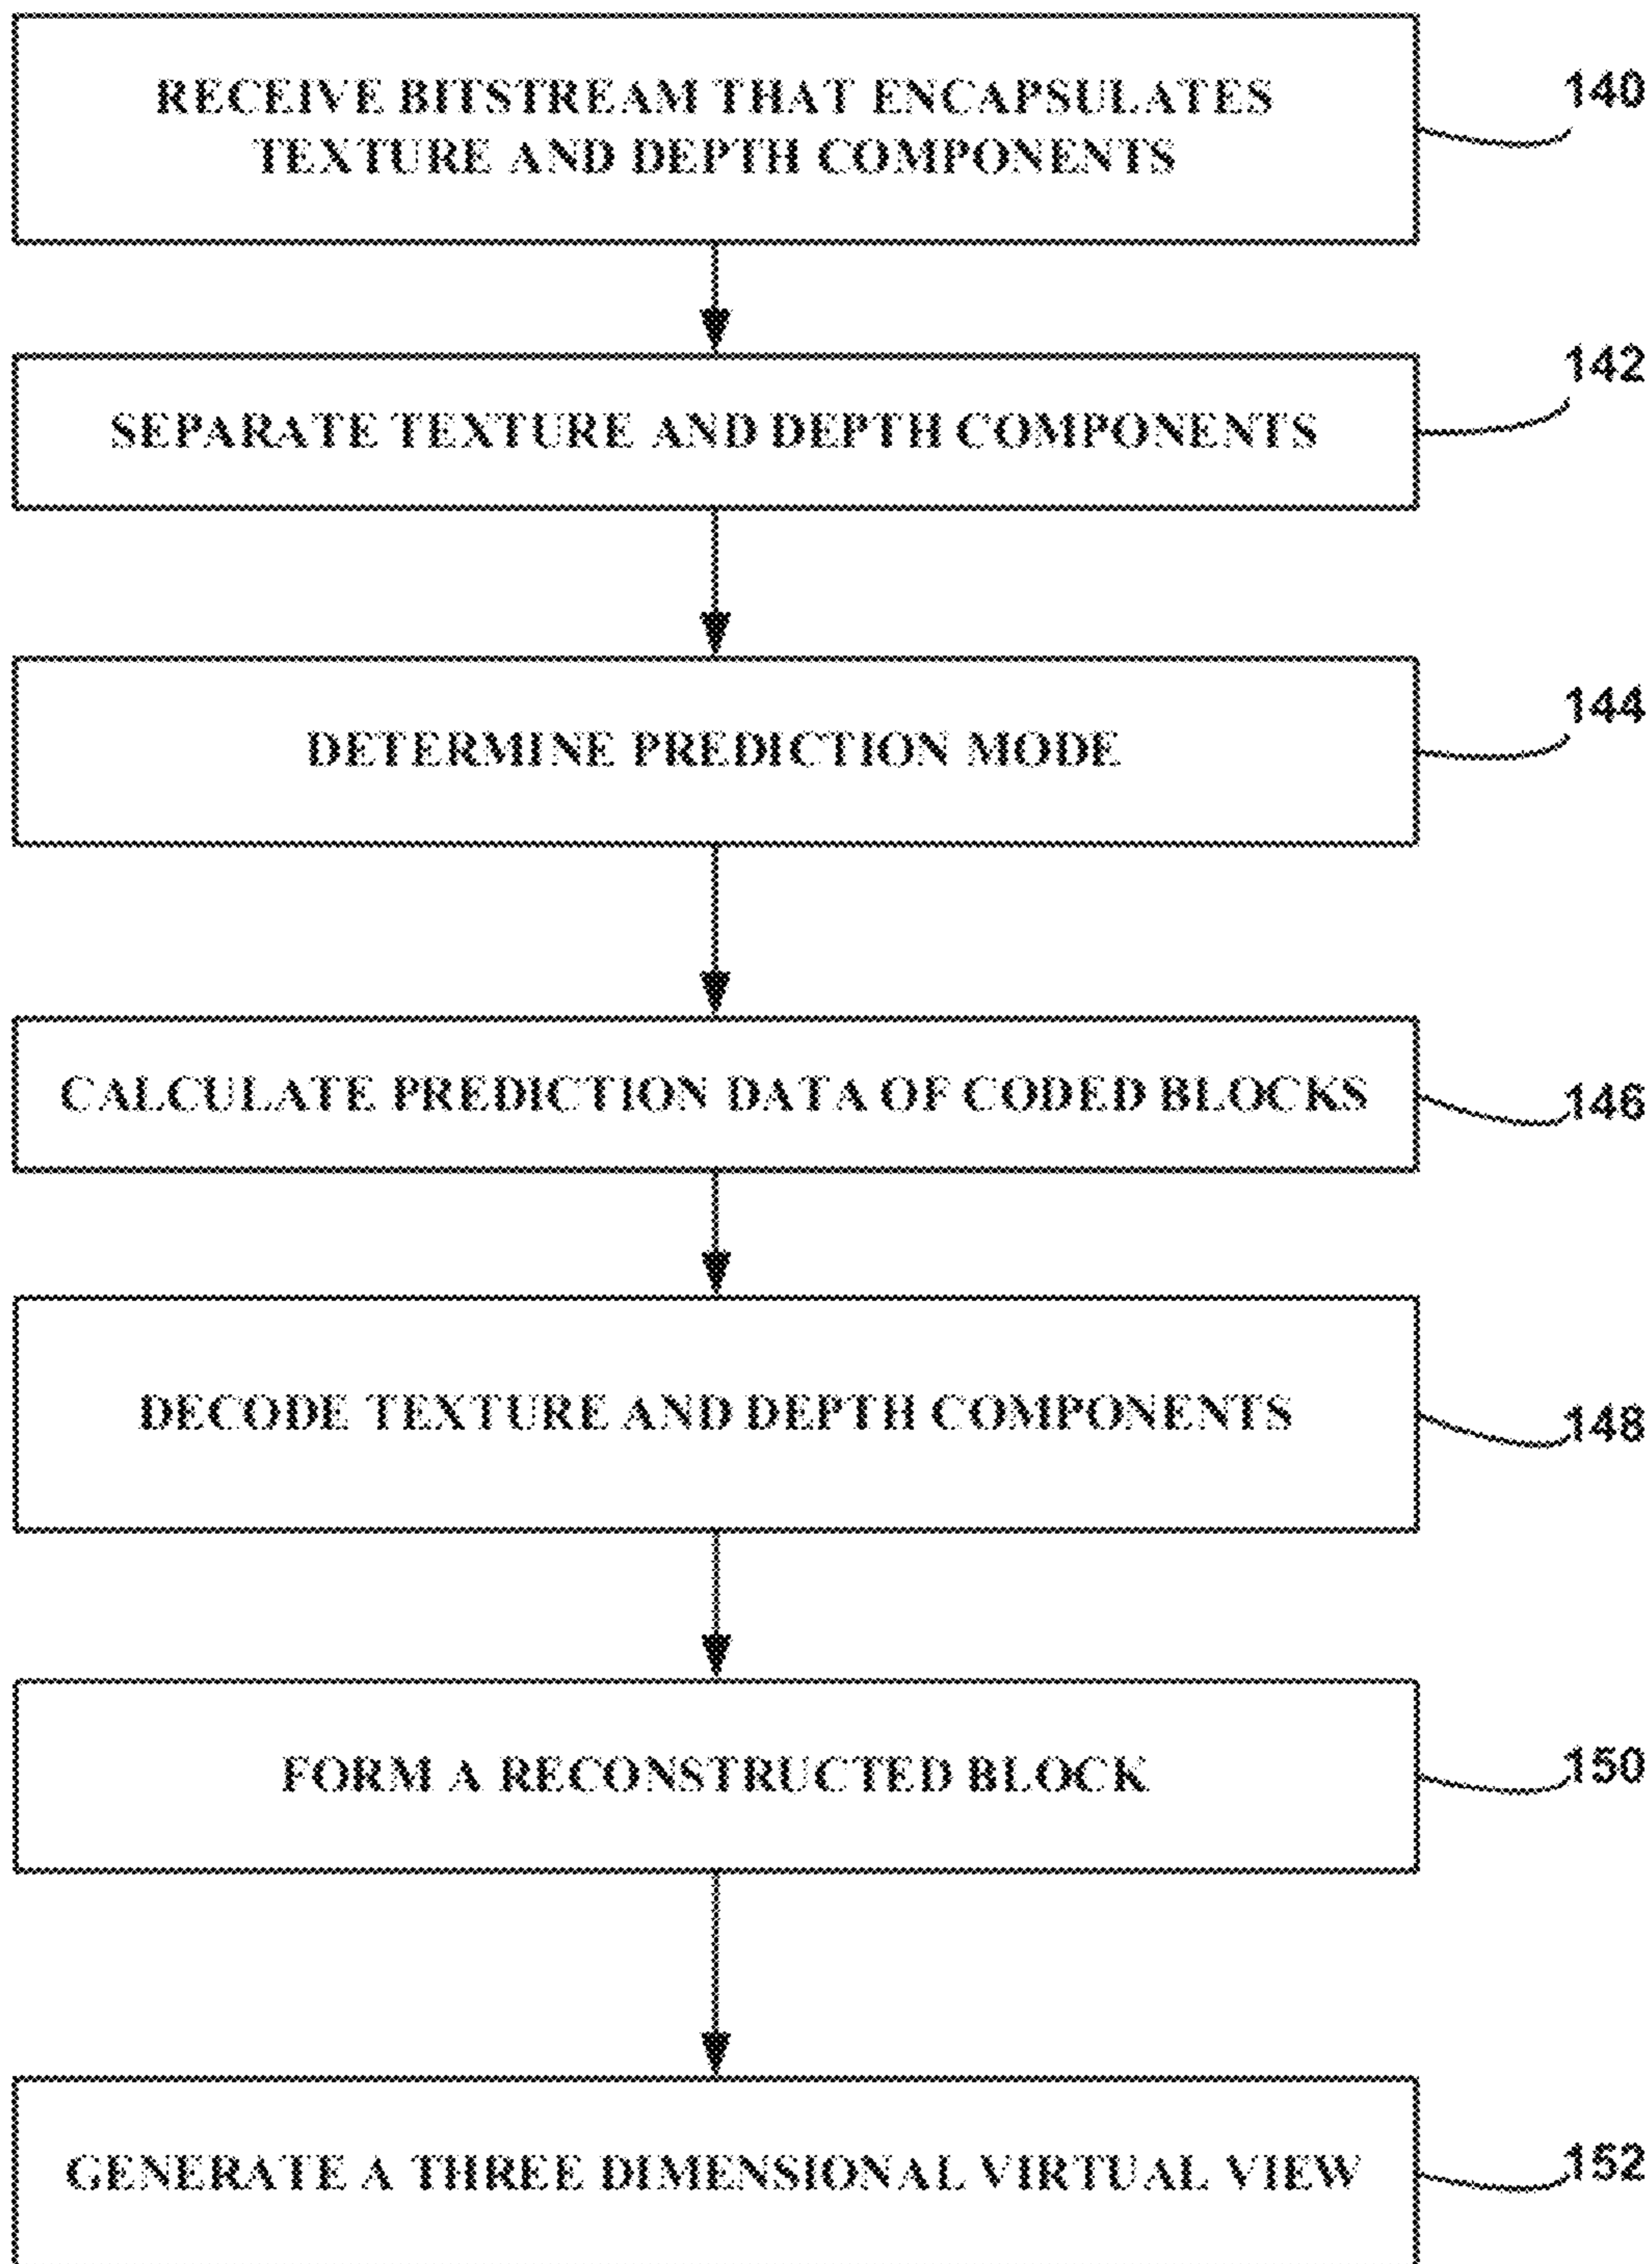 RECEIVE BITSTREAM THAT ENCAPSULATES
TEXTURE AND DEPTH COMPONENTS
140
SEPARATE TEXTURE AND DEPTH COMPONENTS
142
DETERMINE PREDICTION MODE
144
CALCULATE PREDICTION DATA OF CODED BLOCKS
146
DECODE TEXTURE AND DEPTH COMPONENTS
148
FORM A RECONSTRUCTED BLOCK
150
GENERATE A THREE DIMENSIONAL VIRTUAL VIEW
152